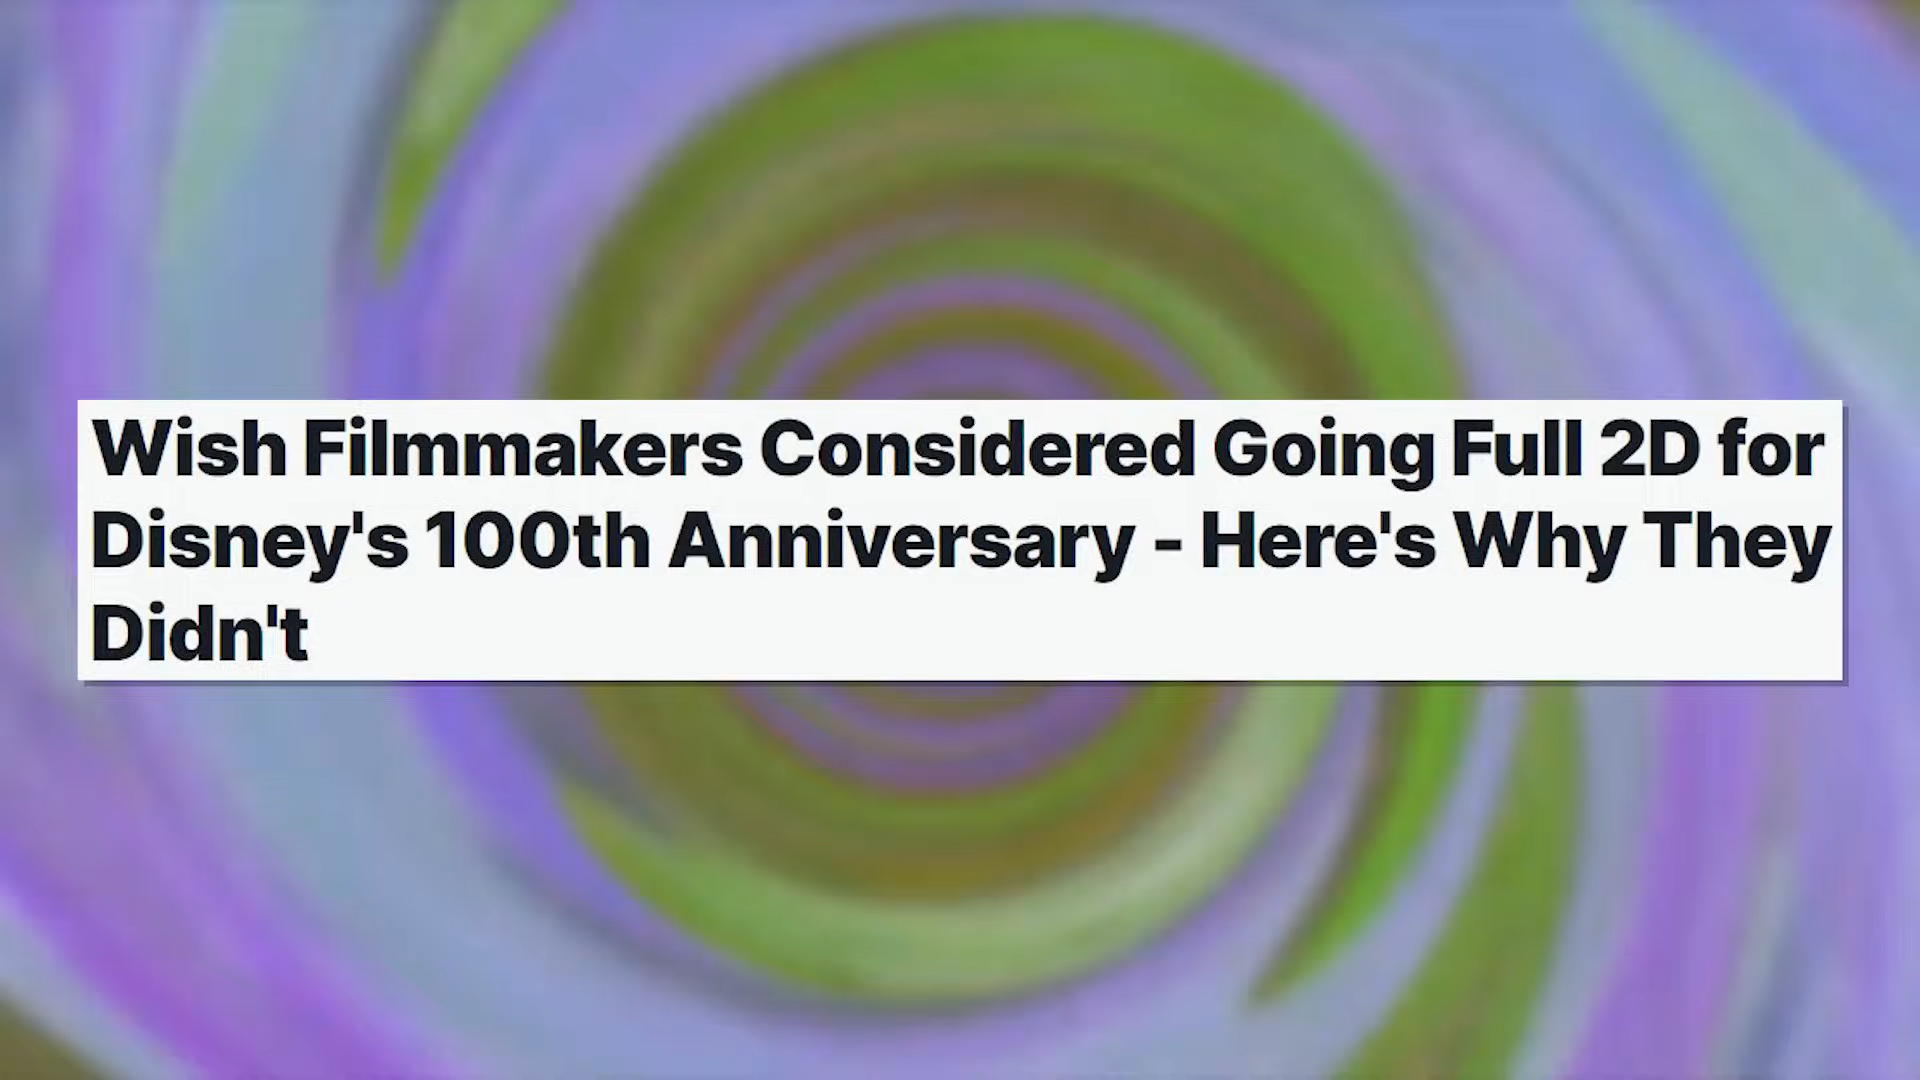 Wish Filmmakers Considered Going Full 2D for
Disney's 100th Anniversary - Here's Why They
Didn't